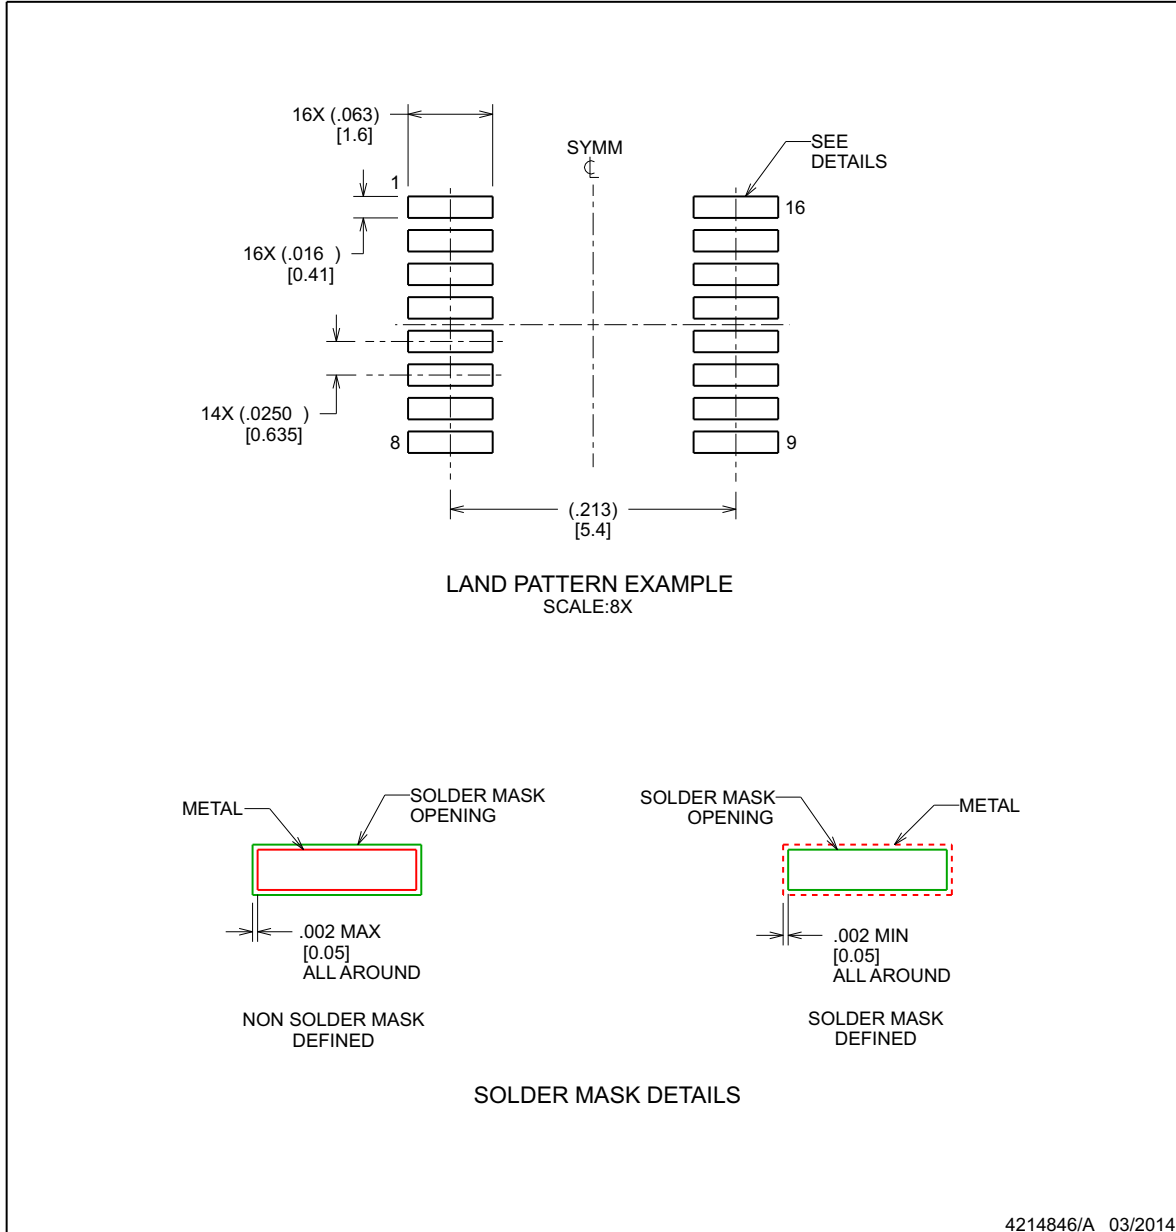 16X (.063)
[1.6]
SYMM
℄
SEE
DETAILS
1
16
16X (.016 )
[0.41]
14X (.0250 )
[0.635]
8
9
(.213)
[5.4]
LAND PATTERN EXAMPLE
SCALE:8X
METAL
SOLDER MASK
OPENING
SOLDER MASK
OPENING
METAL
.002 MAX
[0.05]
ALL AROUND
.002 MIN
[0.05]
ALL AROUND
NON SOLDER MASK
DEFINED
SOLDER MASK
DEFINED
SOLDER MASK DETAILS
4214846/A 03/2014